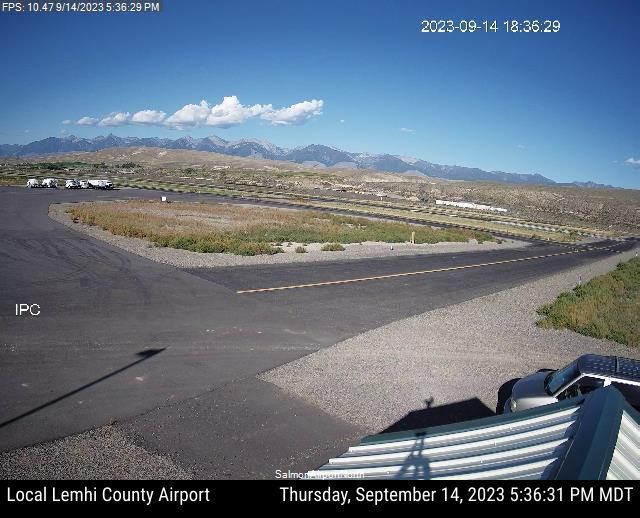 FPS: 10.47 9/14/2023 5:36:29 PM
2023-09-14 18:36:29
IPC
Local Lemhi County Airport
Thursday, September 14, 2023 5:36:31 PM MDT